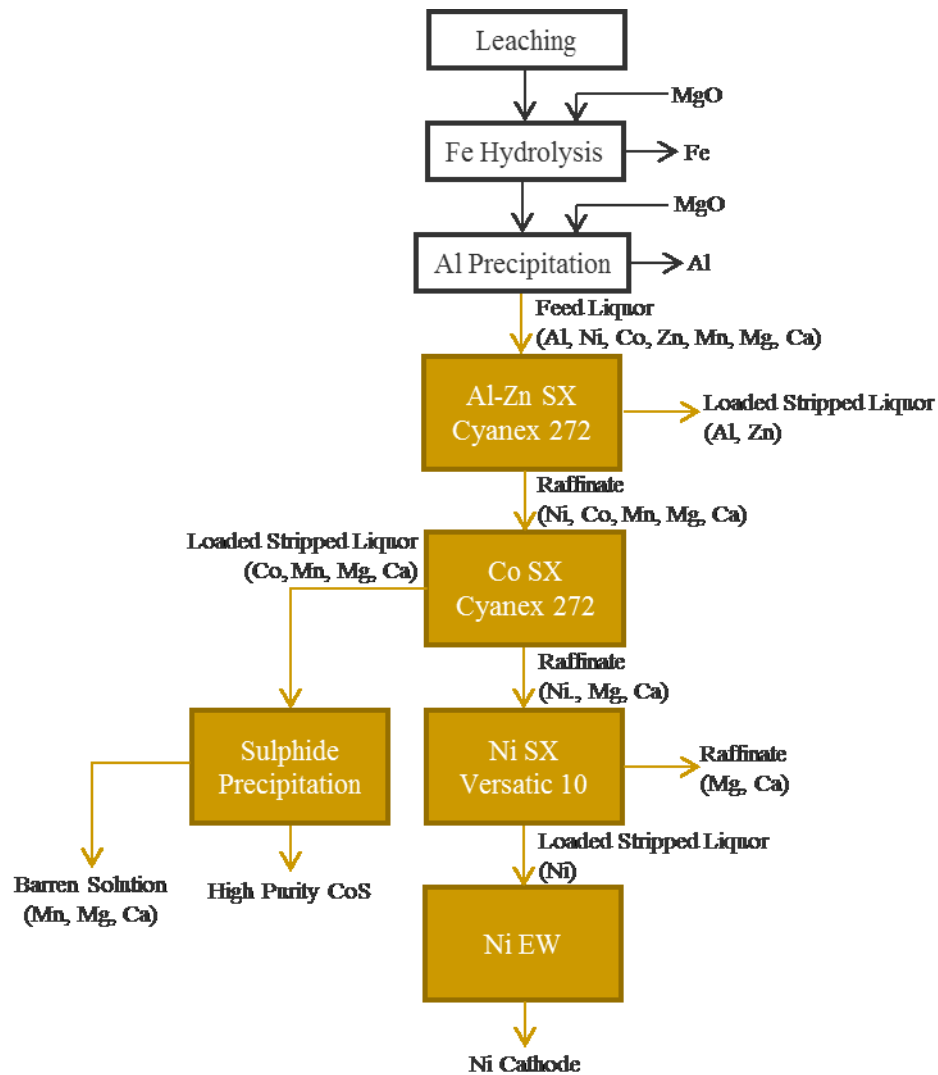 Leaching
MgO
Fe Hydrolysis
Fe
MgO
Al Precipitation
Al
Feed Liquor
(Al, Ni, Co, Zn, Mn, Mg, Ca)
Al-Zn SX
Cyanex 272
Loaded Stripped Liquor
(Al, Zn)
Raffinate
(Ni, Co, Mn, Mg, Ca)
Loaded Stripped Liquor
(Co, Mn, Mg, Ca)
Co SX
Cyanex 272
Raffinate
(Ni., Mg, Ca)
Sulphide
Precipitation
Ni SX
Versatic 10
Raffinate
(Mg, Ca)
Loaded Stripped Liquor
(Ni)
Barren Solution
(Mn, Mg, Ca)
High Purity CoS
Ni EW
Ni Cathode